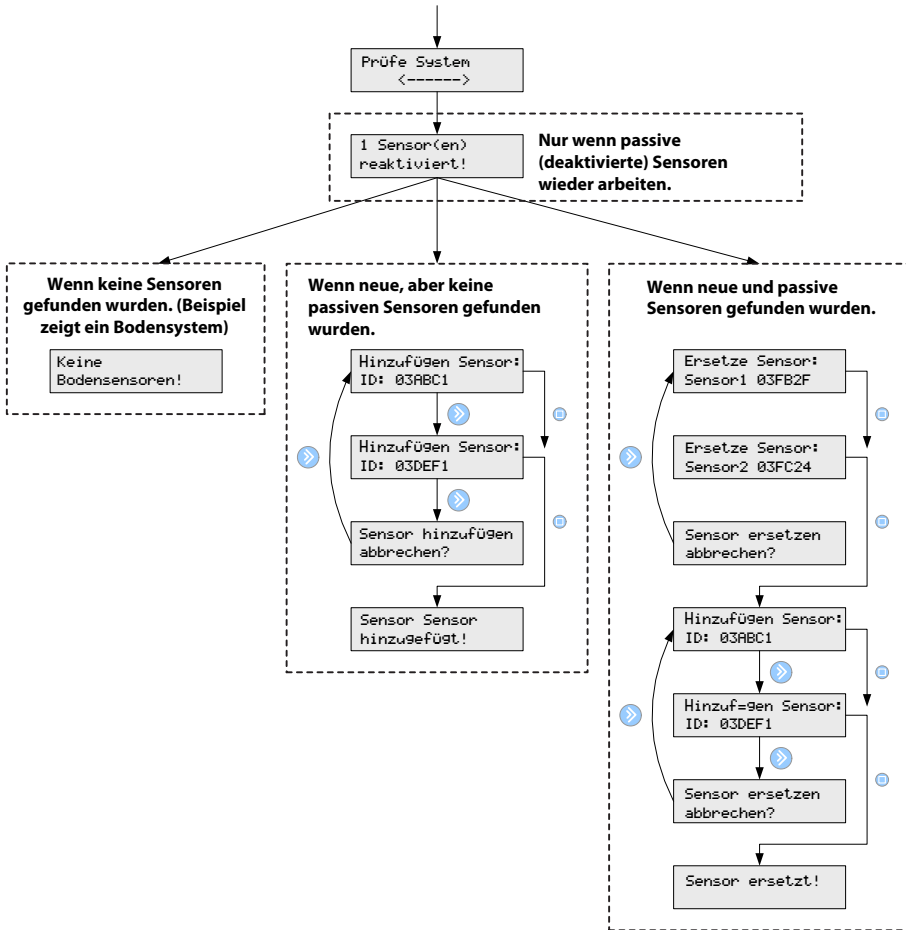 Prüfe System
<------>
1 Sensor(en)
reaktiviert!
Nur wenn passive
(deaktivierte) Sensoren
wieder arbeiten.
Wenn keine Sensoren
gefunden wurden. (Beispiel
zeigt ein Bodensystem)
Keine
Bodensensoren!
Wenn neue, aber keine
passiven Sensoren gefunden
wurden.
Hinzufügen Sensor:
ID: 03ABC1
Hinzufügen Sensor:
ID: 03DEF1
Sensor hinzufügen
abbrechen?
Sensor Sensor
hinzugefügt!
Wenn neue und passive
Sensoren gefunden wurden.
Ersetze Sensor:
Sensor1 03FB2F
Ersetze Sensor:
Sensor2 03FC24
Sensor ersetzen
abbrechen?
Hinzufügen Sensor:
ID: 03ABC1
Hinzuf=gen Sensor:
ID: 03DEF1
Sensor ersetzen
abbrechen?
Sensor ersetzt!